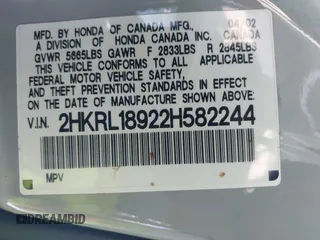 MFD. BY HONDA OF CANADA MFG., 04/02
A DIVISION OF HONDA CANADA INC., CANADA
GVWR 5665LBS GAWR F 2833LBS R 2845LBS
THIS VEHICLE CONFORMS TO ALL APPLICABLE
FEDERAL MOTOR VEHICLE SAFETY AND
THEFT PREVENTION STANDARDS IN EFFECT ON
THE DATE OF MANUFACTURE SHOWN ABOVE.
V.I.N. 2HKRL18922H582244
MPV
DREAMBID